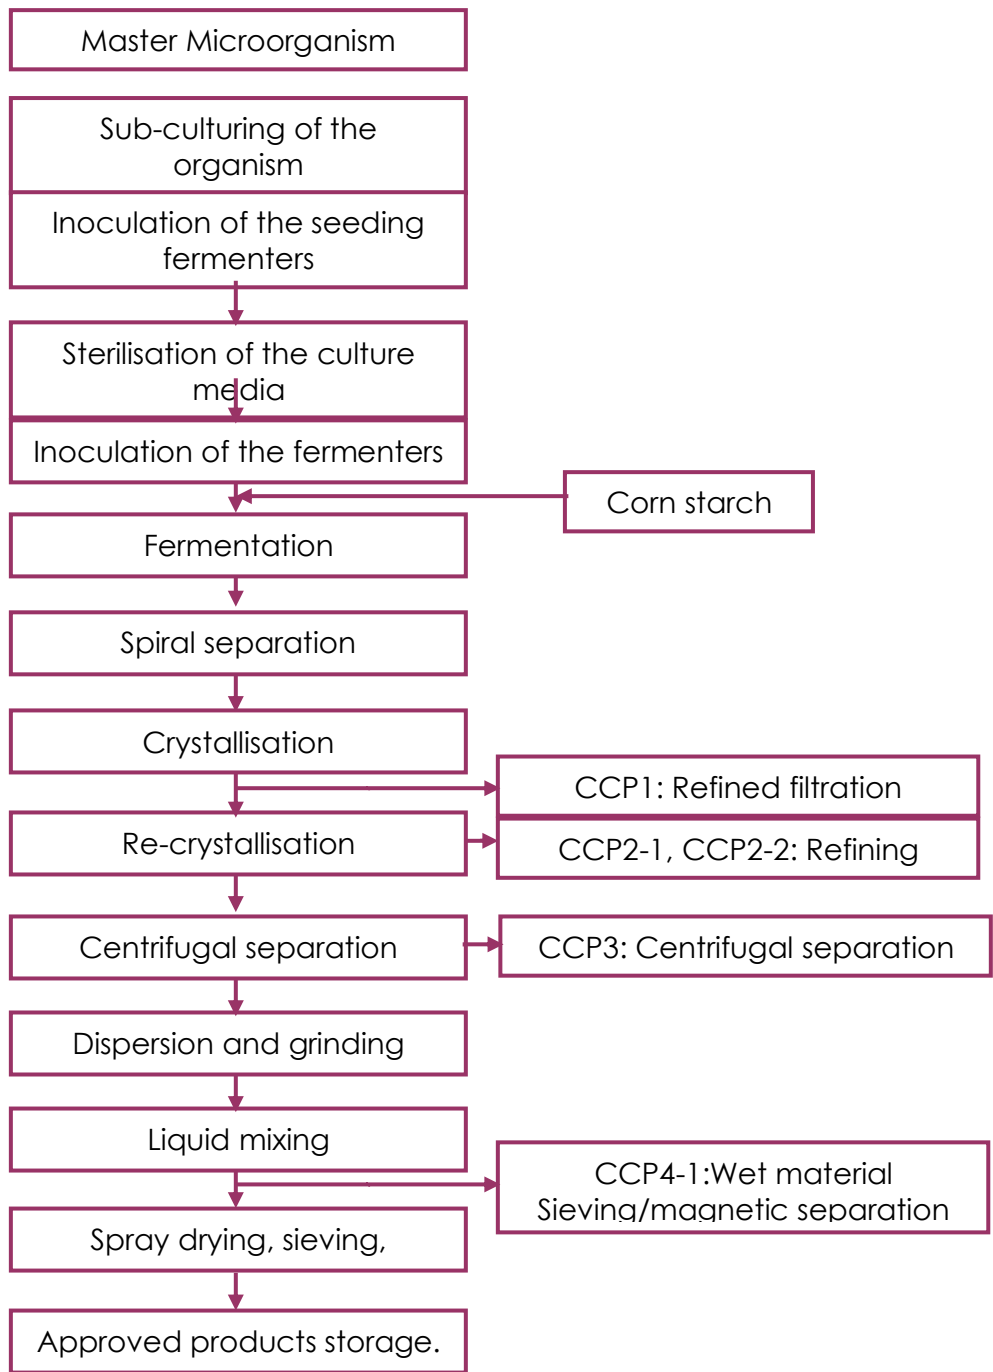 Master Microorganism
Sub-culturing of the
organism
Inoculation of the seeding
fermenters
Sterilisation of the culture
media
Inoculation of the fermenters
Corn starch
Fermentation
Spiral separation
Crystallisation
CCP1: Refined filtration
Re-crystallisation
CCP2-1, CCP2-2: Refining
Centrifugal separation
CCP3: Centrifugal separation
Dispersion and grinding
Liquid mixing
CCP4-1:Wet material
Sieving/magnetic separation
Spray drying, sieving,
Approved products storage.